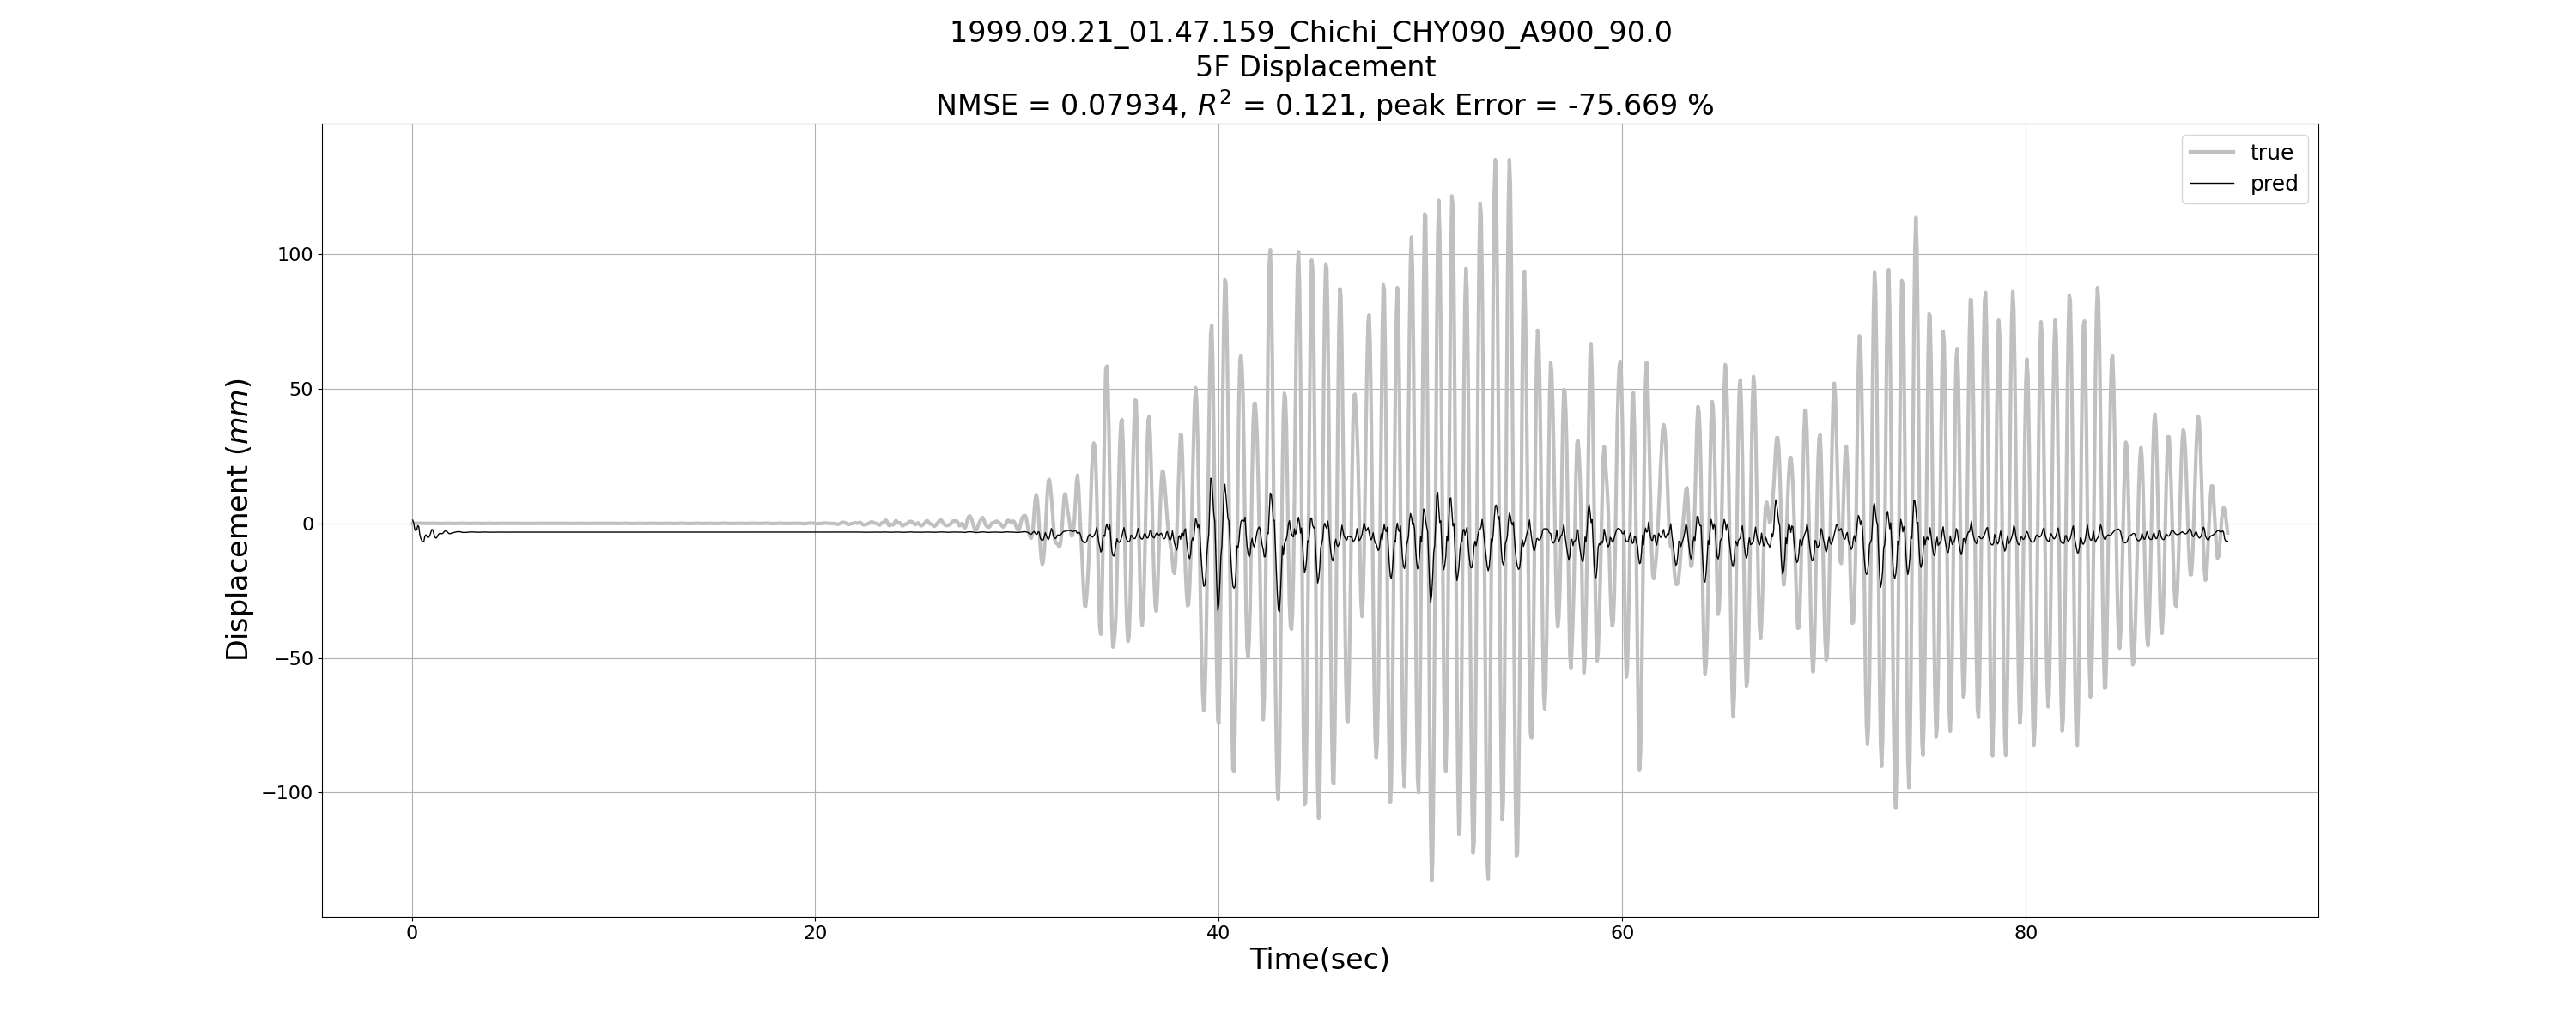 1999.09.21_01.47.159_Chichi_CHY090_A900_90.0
5F Displacement
NMSE = 0.07934, R² = 0.121, peak Error = -75.669 %
true
pred
Displacement (mm)
100
50
0
−50
−100
0
20
40
60
80
Time(sec)